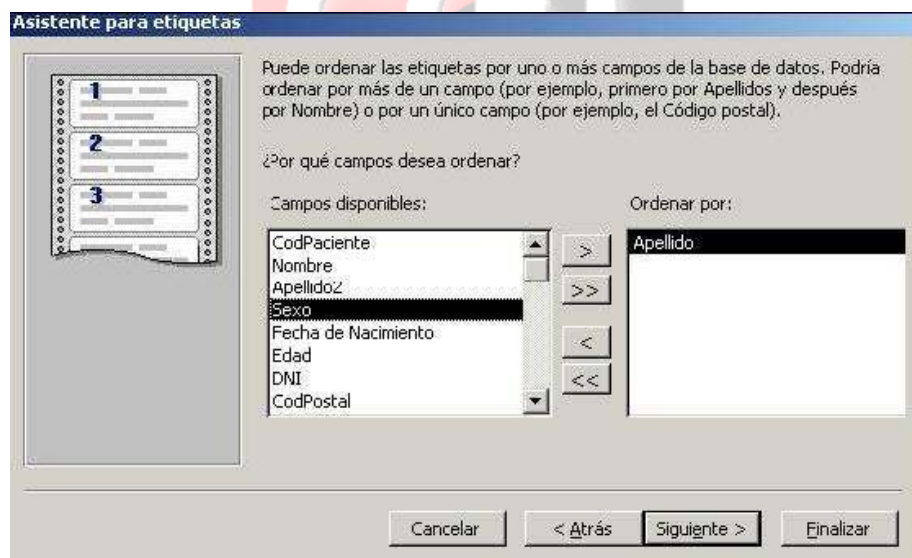 Asistente para etiquetas
1
2
3
Puede ordenar las etiquetas por uno o más campos de la base de datos. Podría
ordenar por más de un campo (por ejemplo, primero por Apellidos y después
por Nombre) o por un único campo (por ejemplo, el Código postal).
¿Por qué campos desea ordenar?
Campos disponibles:
CodPaciente
Nombre
Apellido2
Sexo
Fecha de Nacimiento
Edad
DNI
CodPostal
>
>>
<
<<
Ordenar por:
Apellido
Cancelar
< Atrás
Siguiente >
Finalizar